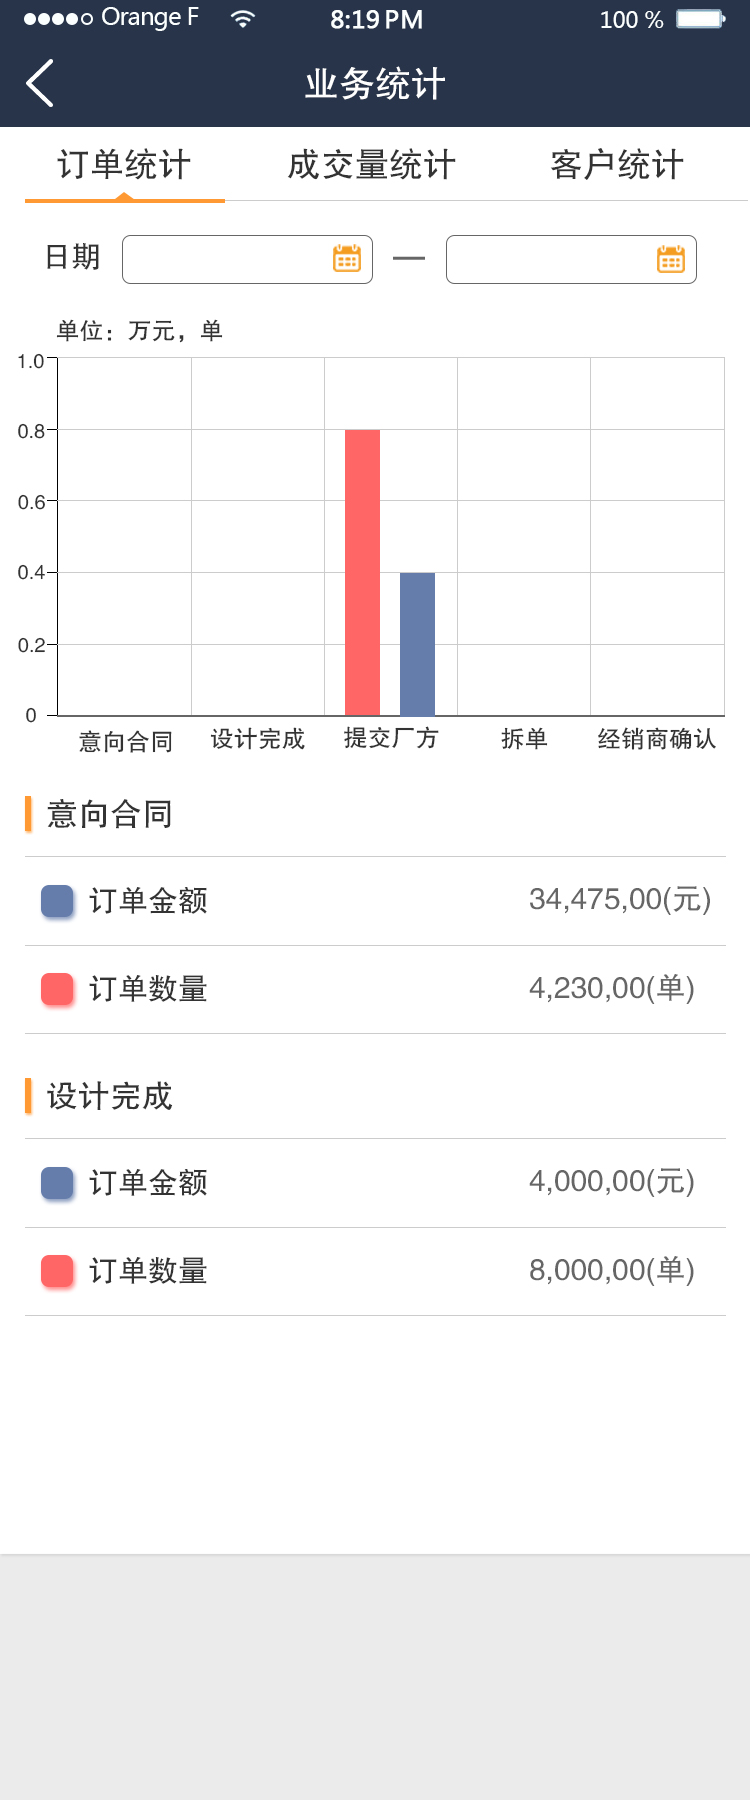 Orange F 8:19 PM 100 %
业务统计
订单统计 成交量统计 客户统计
日期 —
单位：万元，单
1.0
0.8
0.6
0.4
0.2
0
意向合同 设计完成 提交厂方 拆单 经销商确认
意向合同
订单金额 34,475,00(元)
订单数量 4,230,00(单)
设计完成
订单金额 4,000,00(元)
订单数量 8,000,00(单)